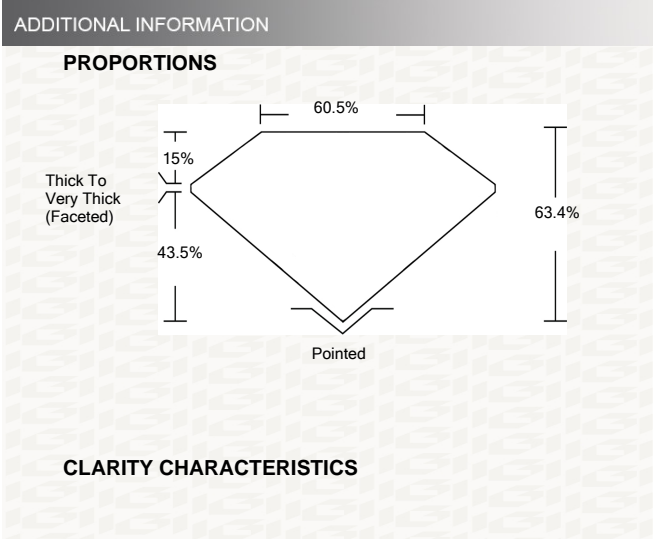 ADDITIONAL INFORMATION
PROPORTIONS
60.5%
15%
Thick To
Very Thick
(Faceted)
63.4%
43.5%
Pointed
CLARITY CHARACTERISTICS